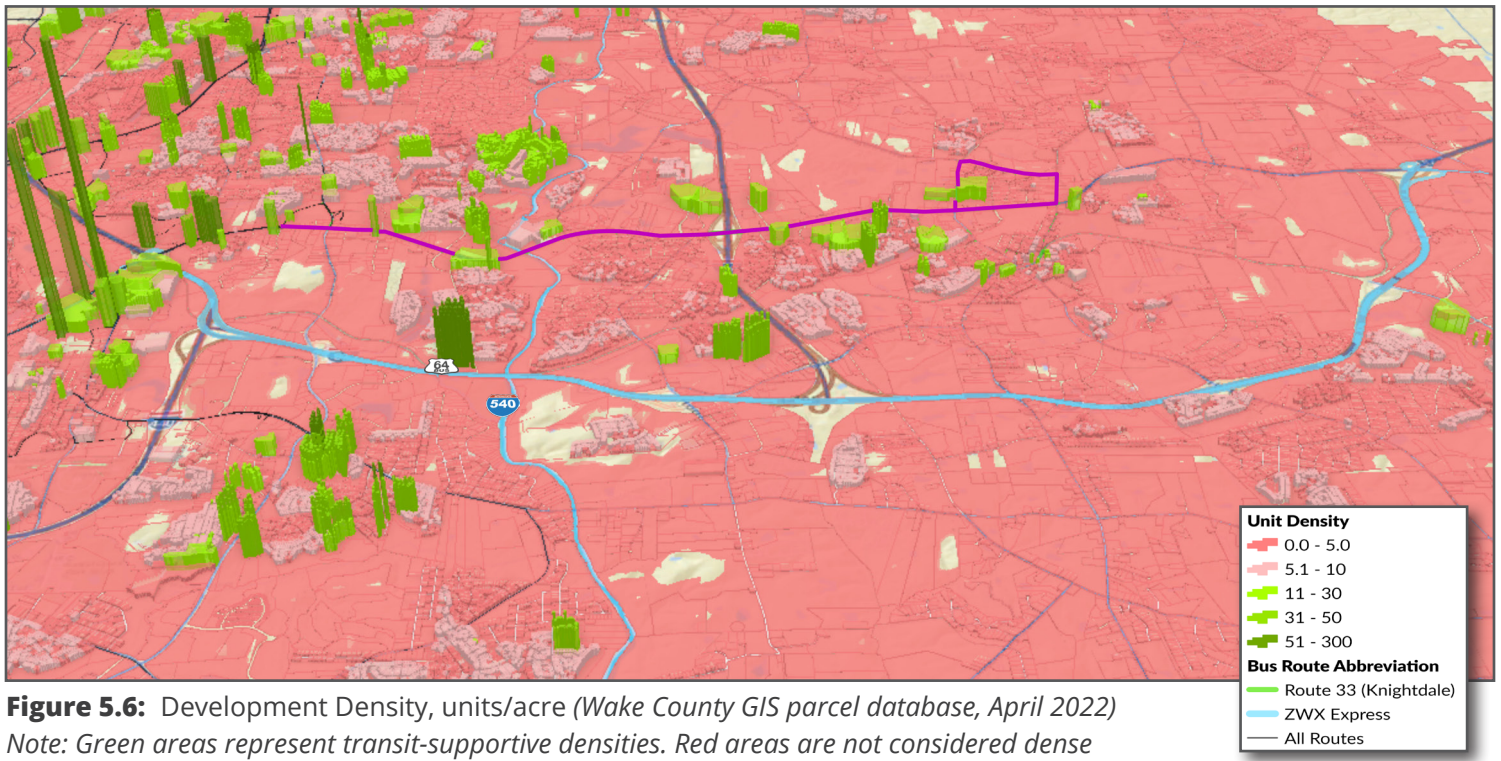 64
BUS
540
Unit Density
0.0 - 5.0
5.1 - 10
11 - 30
31 - 50
51 - 300
Bus Route Abbreviation
Route 33 (Knightdale)
ZWX Express
All Routes
Figure 5.6: Development Density, units/acre (Wake County GIS parcel database, April 2022)
Note: Green areas represent transit-supportive densities. Red areas are not considered dense